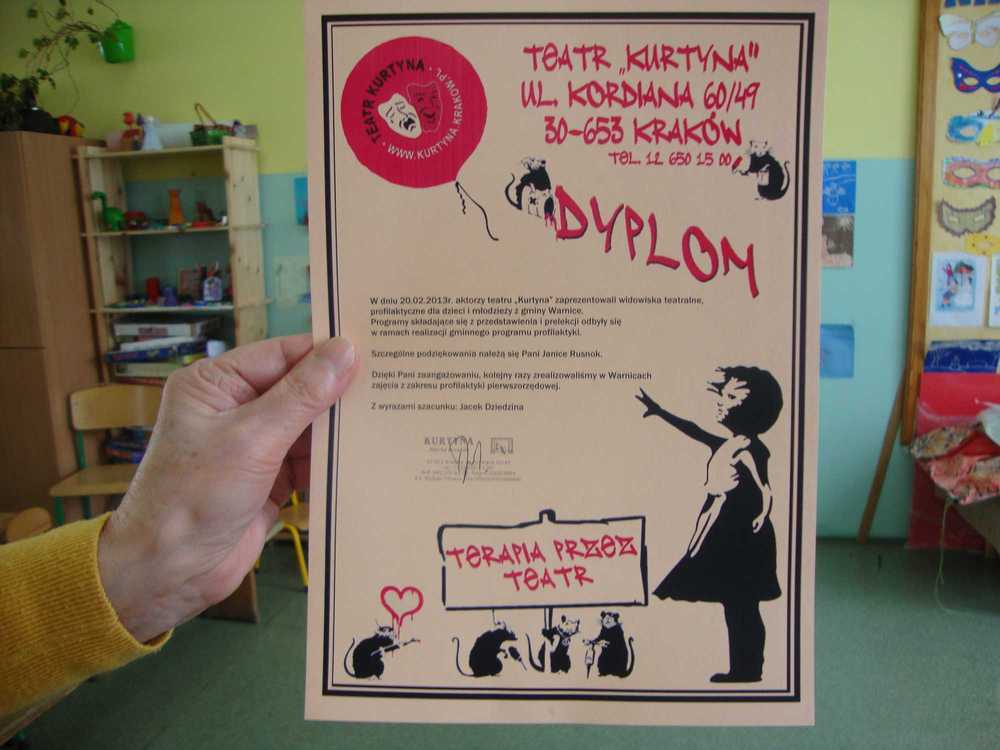 TEATR KURTYNA · WWW.KURTYNA.KRAKOW.PL ·
TEATR „KURTYNA"
UL. KORDIANA 60/49
30-653 KRAKÓW
TEL. 12 650 15 00
DYPLOM
W dniu 20.02.2013r. aktorzy teatru „Kurtyna" zaprezentowali widowiska teatralne,
profilaktyczne dla dzieci i młodzieży z gminy Warnice.
Programy składające się z przedstawienia i prelekcji odbyły się
w ramach realizacji gminnego programu profilaktyki.
Szczególne podziękowania należą się Pani Janice Rusnok.
Dzięki Pani zaangażowaniu, kolejny razy zrealizowaliśmy w Warnicach
zajęcia z zakresu profilaktyki pierwszorzędowej.
Z wyrazami szacunku: Jacek Dziedzina
KURTYNA
TERAPIA PRZEZ
TEATR